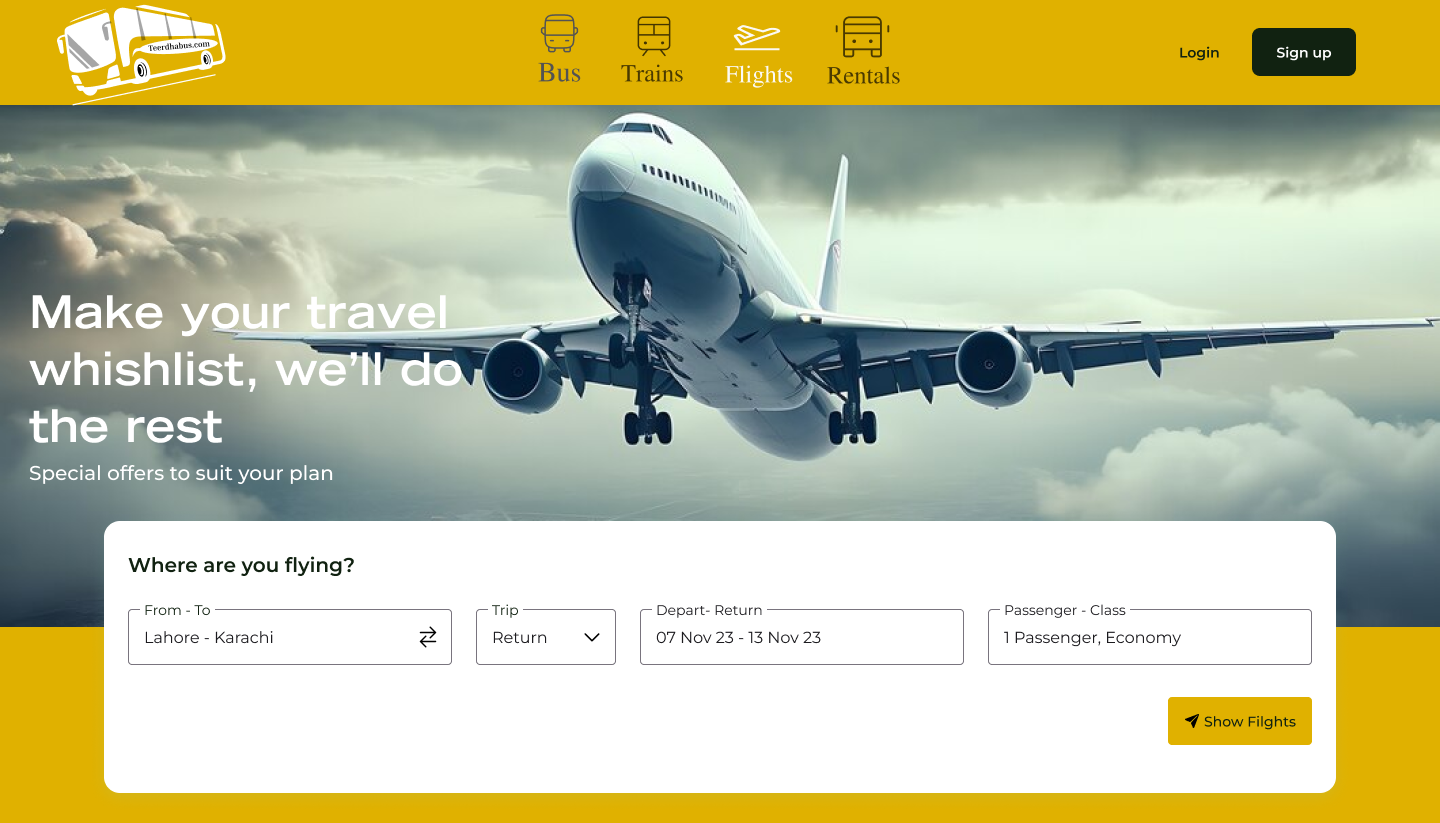 Teerdhabus.com
Bus
Trains
Flights
Rentals
Login
Sign up
Make your travel
whishlist, we’ll do
the rest
Special offers to suit your plan
Where are you flying?
From - To
Lahore - Karachi
Trip
Return
Depart- Return
07 Nov 23 - 13 Nov 23
Passenger - Class
1 Passenger, Economy
Show Filghts